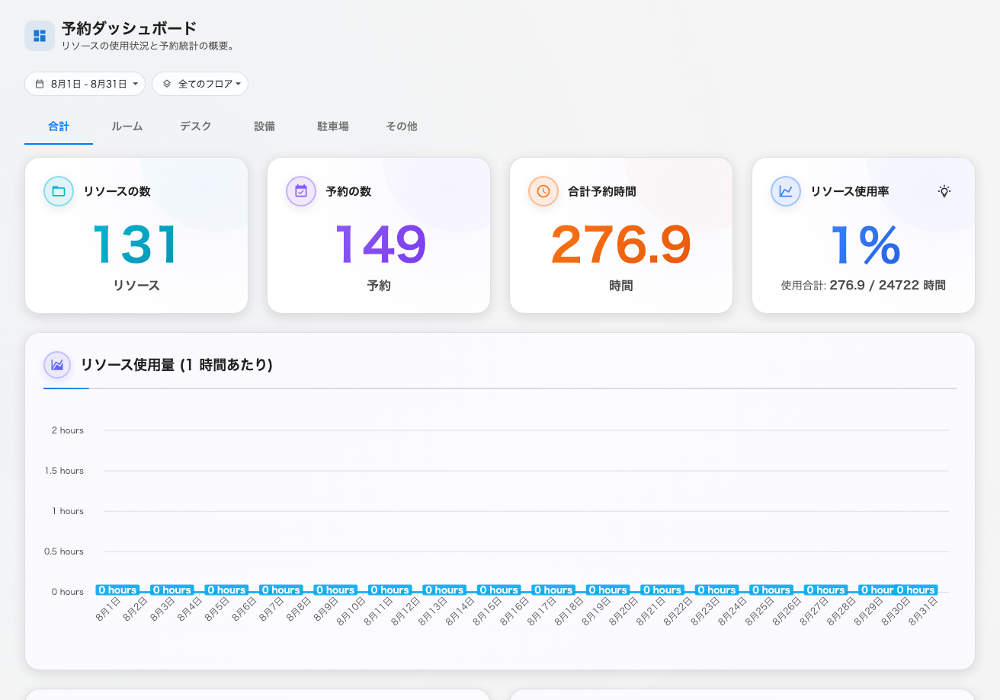 予約ダッシュボード
リソースの使用状況と予約統計の概要。
8月1日 - 8月31日
全てのフロア
合計 ルーム デスク 設備 駐車場 その他
リソースの数
131
リソース
予約の数
149
予約
合計予約時間
276.9
時間
リソース使用率
1%
使用合計: 276.9 / 24722 時間
リソース使用量 (1 時間あたり)
2 hours
1.5 hours
1 hours
0.5 hours
0 hours
0 hours 0 hours 0 hours 0 hours 0 hours 0 hours 0 hours 0 hours 0 hours 0 hours 0 hours 0 hours 0 hours 0 hours 0 hour 0 hours
8月1日 8月2日 8月3日 8月4日 8月5日 8月6日 8月7日 8月8日 8月9日 8月10日 8月11日 8月12日 8月13日 8月14日 8月15日 8月16日 8月17日 8月18日 8月19日 8月20日 8月21日 8月22日 8月23日 8月24日 8月25日 8月26日 8月27日 8月28日 8月29日 8月30日 8月31日